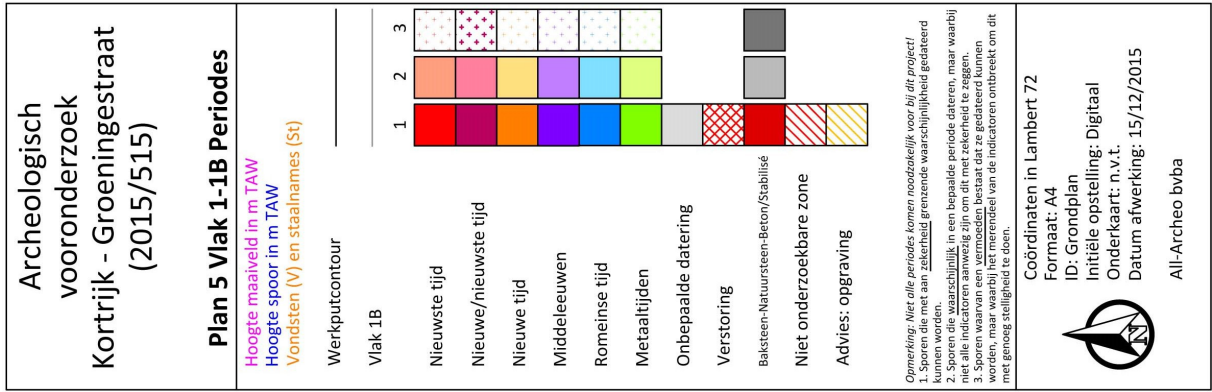 Archeologisch
vooronderzoek
Kortrijk - Groeningestraat
(2015/515)
Plan 5 Vlak 1-1B Periodes
Hoogte maaiveld in m TAW
Hoogte spoor in m TAW
Vondsten (V) en staalnames (St)
Werkputcontour
Vlak 1B
1 2 3
Nieuwste tijd
Nieuwe/nieuwste tijd
Nieuwe tijd
Middeleeuwen
Romeinse tijd
Metaaltijden
Onbepaalde datering
Verstoring
Baksteen-Natuursteen-Beton/Stabilisé
Niet onderzoekbare zone
Advies: opgraving
Opmerking: Niet alle periodes komen noodzakelijk voor bij dit project!
1. Sporen die met aan zekerheid grenzende waarschijnlijkheid gedateerd
kunnen worden.
2. Sporen die waarschijnlijk in een bepaalde periode dateren, maar waarbij
niet alle indicatoren aanwezig zijn om dit met zekerheid te zeggen.
3. Sporen waarvan een vermoeden bestaat dat ze gedateerd kunnen
worden, maar waarbij het merendeel van de indicatoren ontbreekt om dit
met genoeg stelligheid te doen.
N
Coördinaten in Lambert 72
Formaat: A4
ID: Grondplan
Initiële opstelling: Digitaal
Onderkaart: n.v.t.
Datum afwerking: 15/12/2015
All-Archeo bvba